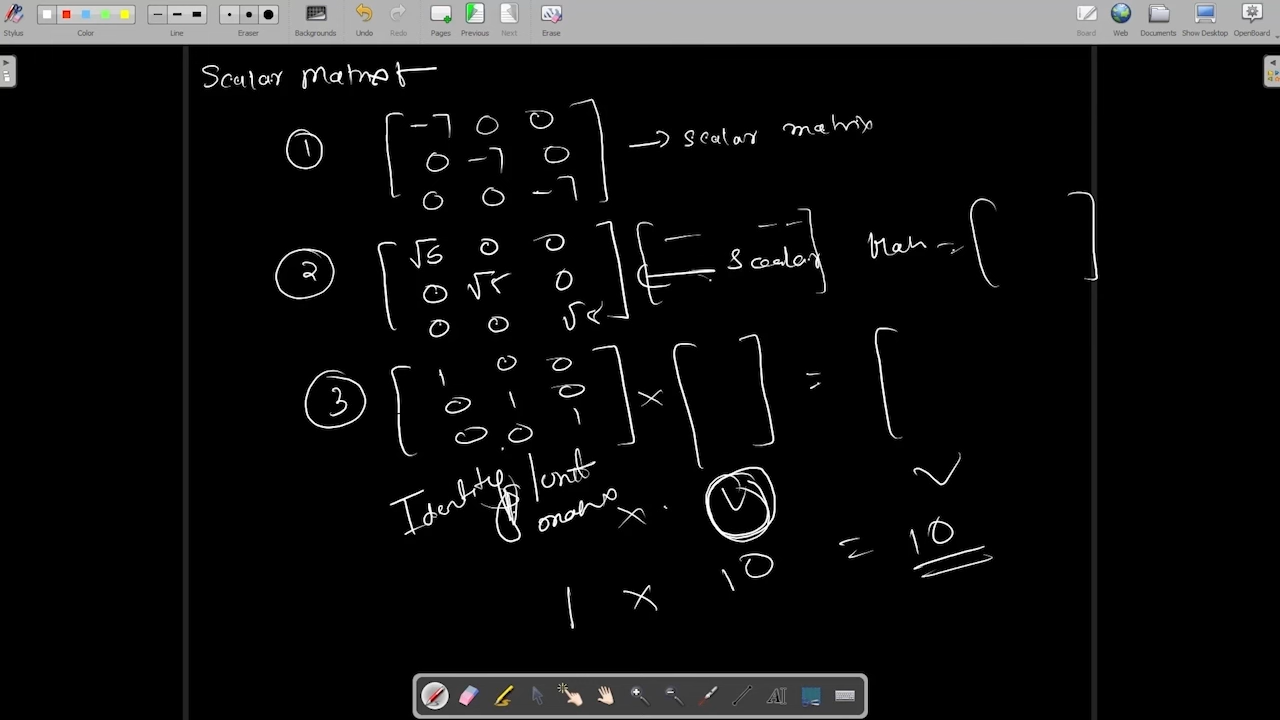 Stylus Color Line Eraser Backgrounds Undo Redo Pages Previous Next Erase Board Web Documents Show Desktop OpenBoard
Scalar
① [-7 0 0
0 -7 0
0 0 -7] → scalar matrix
② [√5 0 0
0 √5 0
0 0 √5] [ scalar ] = [ ]
③ [1 0 0
0 1 0
0 0 1] × [ ] = [
Identity / unit
× .
1 × 10 = 10